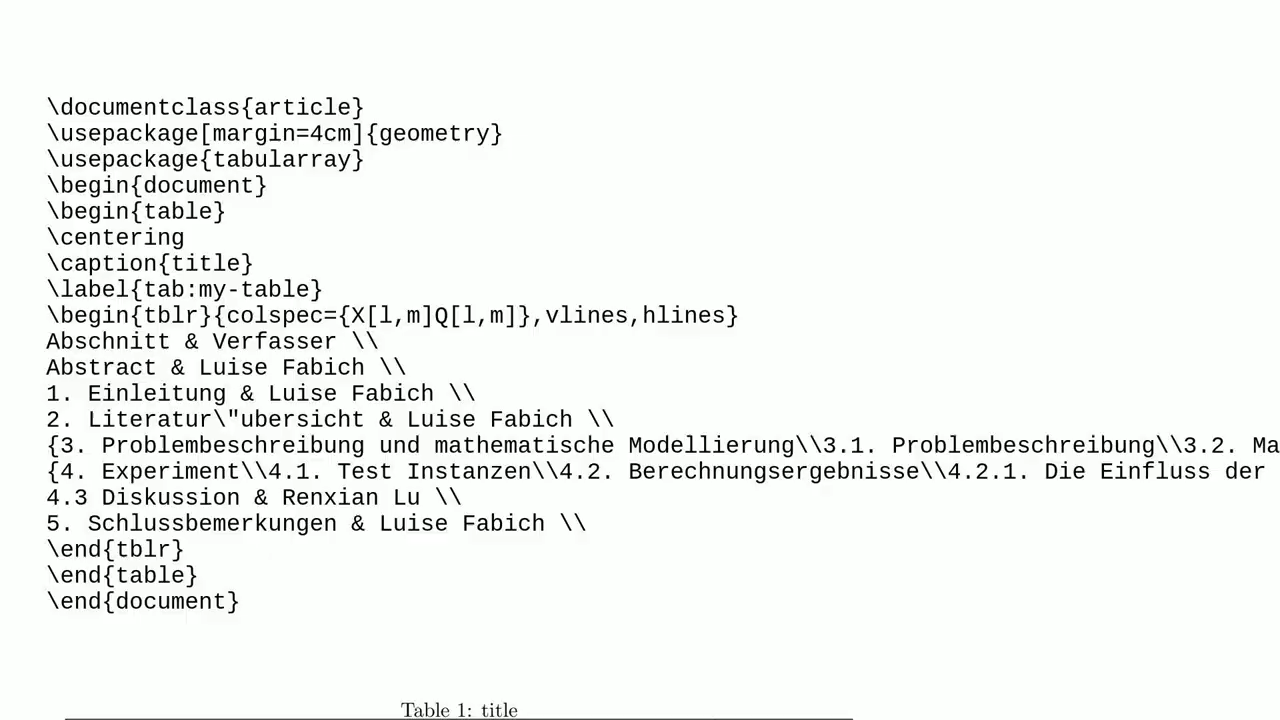 \documentclass{article}
\usepackage[margin=4cm]{geometry}
\usepackage{tabularray}
\begin{document}
\begin{table}
\centering
\caption{title}
\label{tab:my-table}
\begin{tblr}{colspec={X[l,m]Q[l,m]},vlines,hlines}
Abschnitt & Verfasser \\
Abstract & Luise Fabich \\
1. Einleitung & Luise Fabich \\
2. Literatur\"ubersicht & Luise Fabich \\
{3. Problembeschreibung und mathematische Modellierung\\3.1. Problembeschreibung\\3.2. Ma
{4. Experiment\\4.1. Test Instanzen\\4.2. Berechnungsergebnisse\\4.2.1. Die Einfluss der
4.3 Diskussion & Renxian Lu \\
5. Schlussbemerkungen & Luise Fabich \\
\end{tblr}
\end{table}
\end{document}
Table 1: title